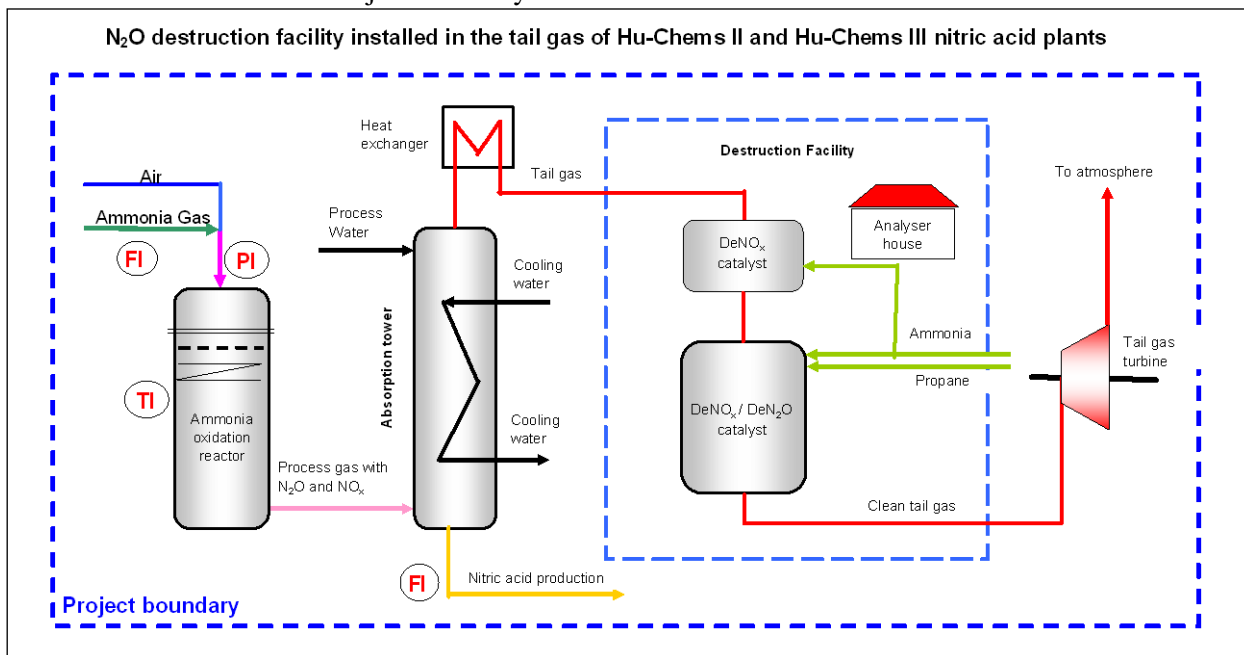 N₂O destruction facility installed in the tail gas of Hu-Chems II and Hu-Chems III nitric acid plants
Heat
exchanger
Destruction Facility
Tail gas
To atmosphere
Air
Ammonia Gas
Process
Water
Analyser
house
DeNOₓ
catalyst
FI
PI
Cooling
water
Ammonia
Tail gas
turbine
Propane
TI
Absorption tower
DeNOₓ / DeN₂O
catalyst
Ammonia
oxidation
reactor
Cooling
water
Process gas with
N₂O and NOₓ
Clean tail gas
FI
Nitric acid production
Project boundary